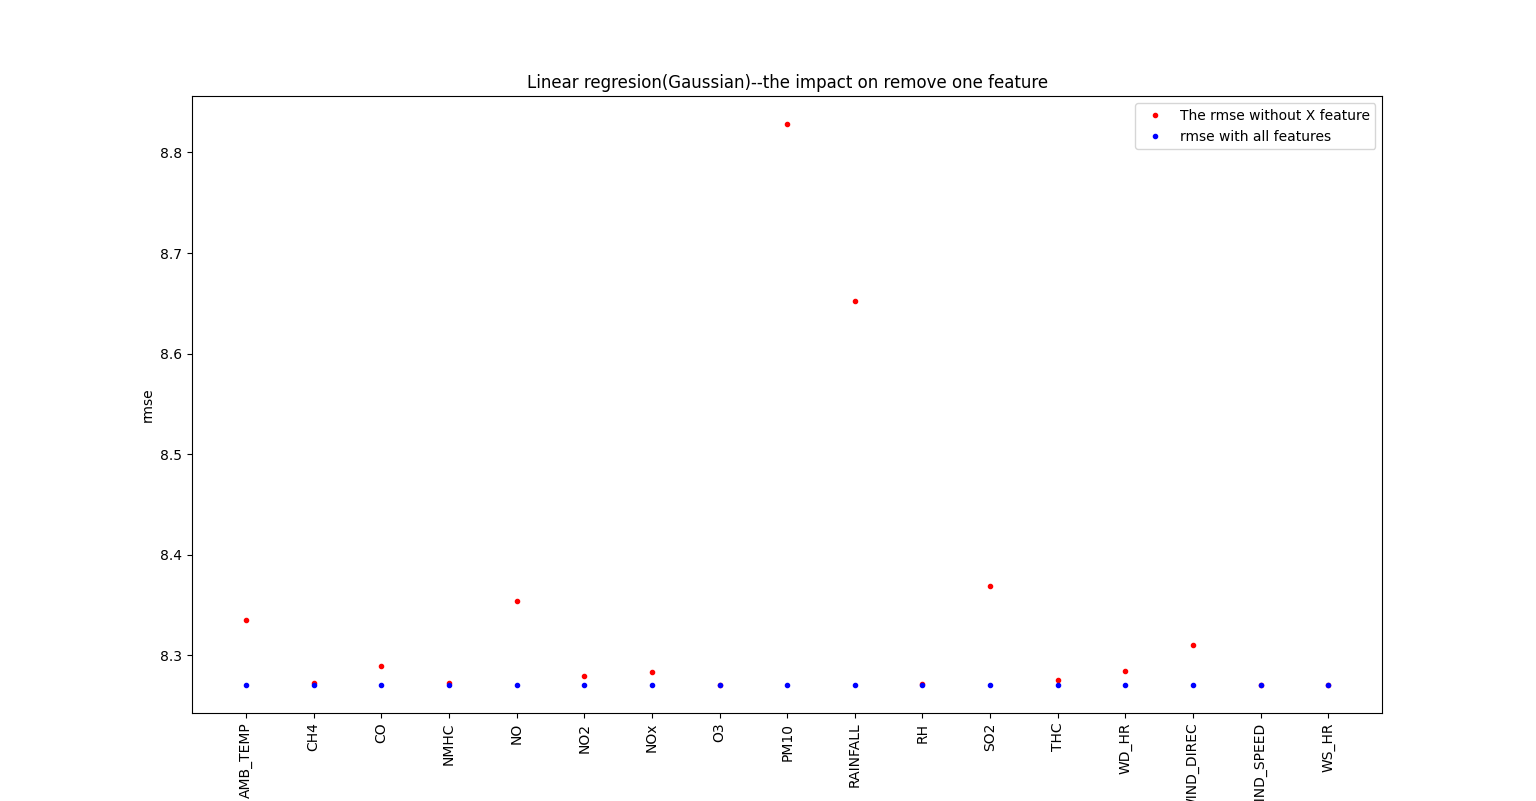 Linear regresion(Gaussian)--the impact on remove one feature
The rmse without X feature
rmse with all features
8.8
8.7
8.6
8.5
8.4
8.3
rmse
AMB_TEMP
CH4
CO
NMHC
NO
NO2
NOx
O3
PM10
RAINFALL
RH
SO2
THC
WD_HR
IND_DIREC
IND_SPEED
WS_HR